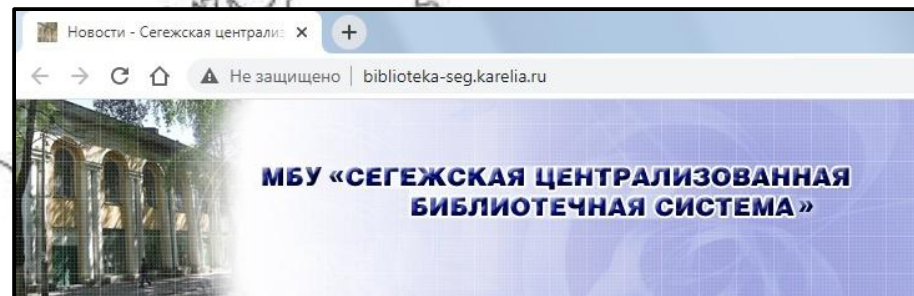 Новости - Сегежская централиз
Не защищено | biblioteka-seg.karelia.ru
МБУ «СЕГЕЖСКАЯ ЦЕНТРАЛИЗОВАННАЯ
БИБЛИОТЕЧНАЯ СИСТЕМА»